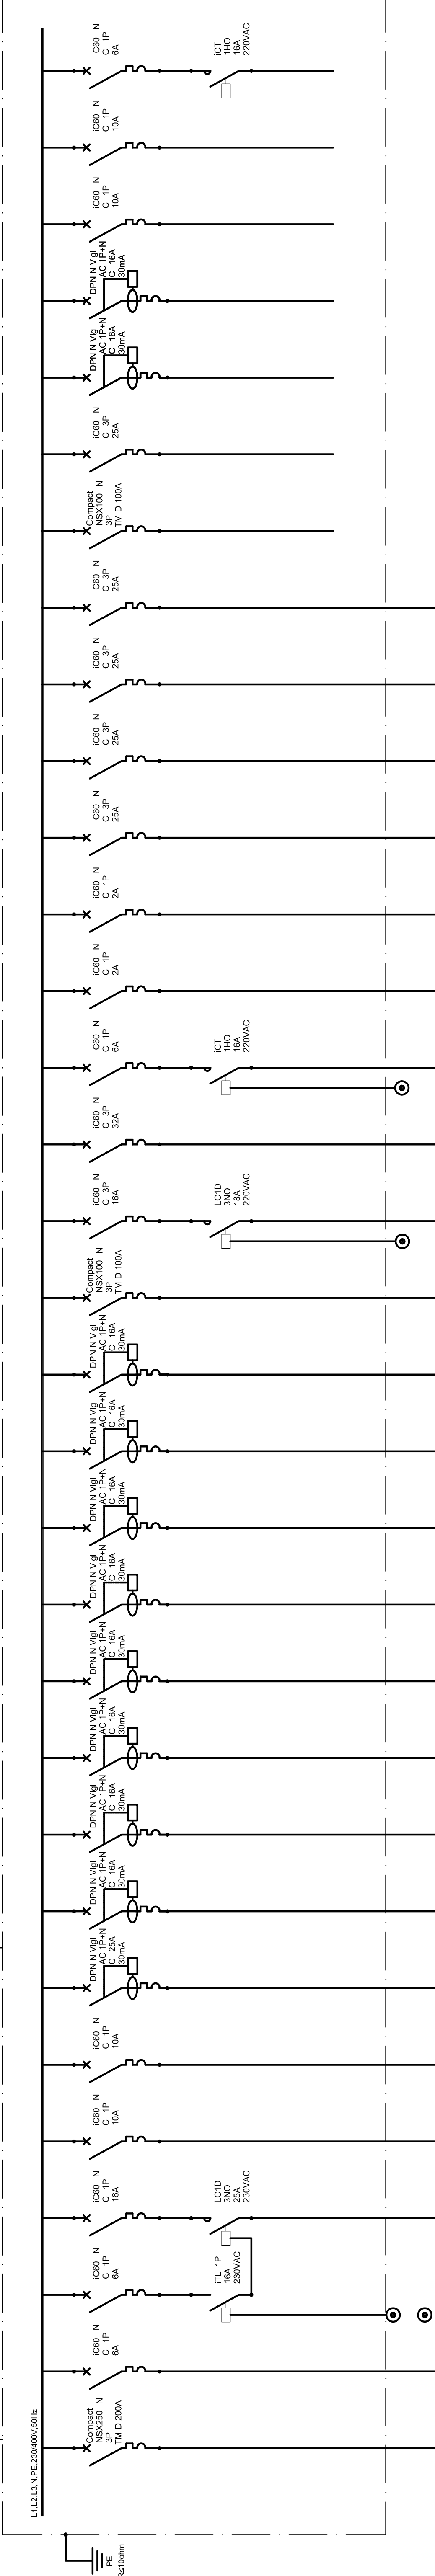 L1,L2,L3,N,PE,230/400V,50Hz
PE
R≤10ohm
Compact
NSX250 N
3P
TM-D 200A
iC60 N
C 1P
6A
iC60 N
C 1P
6A
iTL 1P
16A
230VAC
iC60 N
C 1P
16A
LC1D
3NO
25A
230VAC
iC60 N
C 1P
10A
iC60 N
C 1P
10A
DPN N Vigi
AC 1P+N
C 25A
30mA
DPN N Vigi
AC 1P+N
C 16A
30mA
DPN N Vigi
AC 1P+N
C 16A
30mA
DPN N Vigi
AC 1P+N
C 16A
30mA
DPN N Vigi
AC 1P+N
C 16A
30mA
DPN N Vigi
AC 1P+N
C 16A
30mA
DPN N Vigi
AC 1P+N
C 16A
30mA
DPN N Vigi
AC 1P+N
C 16A
30mA
DPN N Vigi
AC 1P+N
C 16A
30mA
Compact
NSX100 N
3P
TM-D 100A
iC60 N
C 3P
16A
LC1D
3NO
18A
220VAC
iC60 N
C 3P
32A
iC60 N
C 1P
6A
iCT
1HO
16A
220VAC
iC60 N
C 1P
2A
iC60 N
C 1P
2A
iC60 N
C 3P
25A
iC60 N
C 3P
25A
iC60 N
C 3P
25A
iC60 N
C 3P
25A
Compact
NSX100 N
3P
TM-D 100A
iC60 N
C 3P
25A
DPN N Vigi
AC 1P+N
C 16A
30mA
DPN N Vigi
AC 1P+N
C 16A
30mA
iC60 N
C 1P
10A
iC60 N
C 1P
10A
iC60 N
C 1P
6A
iCT
1HO
16A
220VAC